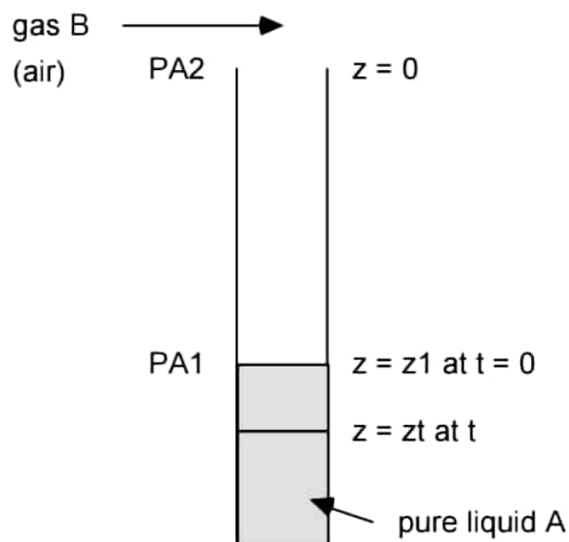 gas B
(air)
PA2
z = 0
PA1
z = z1 at t = 0
z = zt at t
pure liquid A